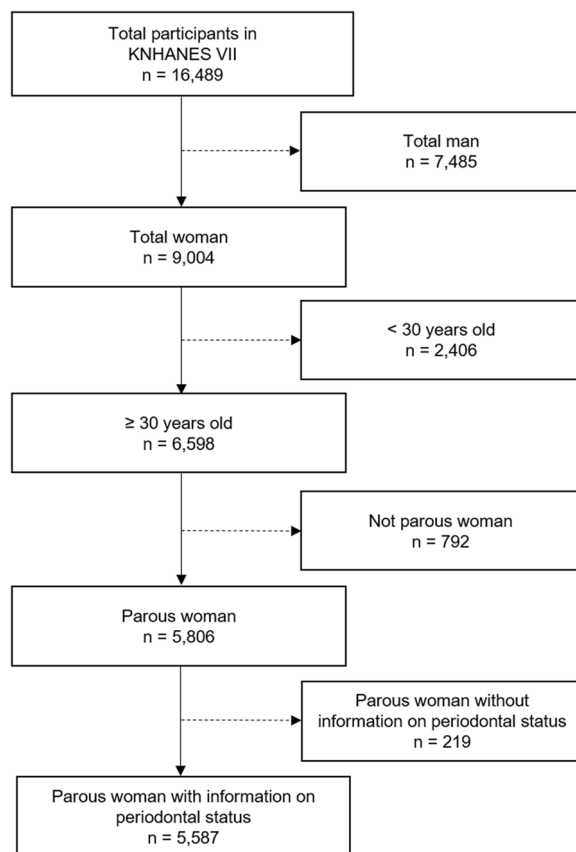 Total participants in
KNHANES VII
n = 16,489
Total man
n = 7,485
Total woman
n = 9,004
< 30 years old
n = 2,406
≥ 30 years old
n = 6,598
Not parous woman
n = 792
Parous woman
n = 5,806
Parous woman without
information on periodontal status
n = 219
Parous woman with information on
periodontal status
n = 5,587